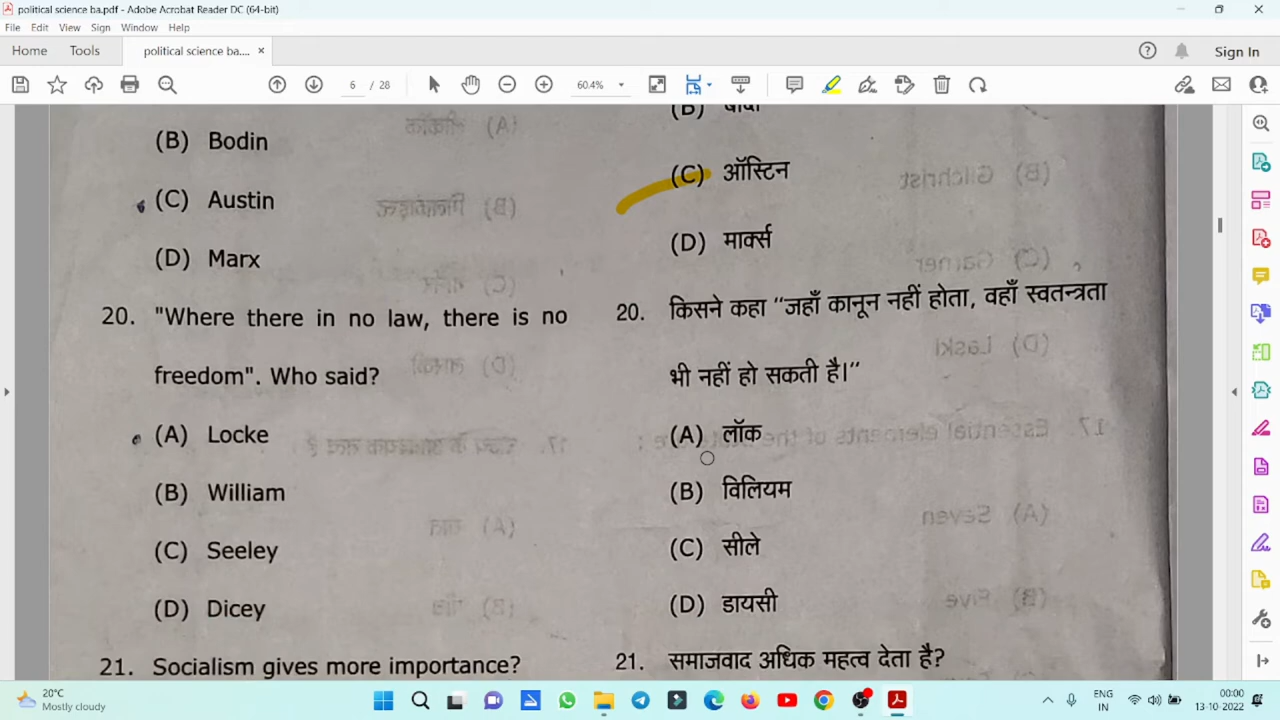 political science ba.pdf - Adobe Acrobat Reader DC (64-bit)
File Edit View Sign Window Help
Home Tools political science ba.... × Sign In
6 / 28 60.4%
(B) Bodin
(C) Austin
(D) Marx
20. "Where there in no law, there is no
freedom". Who said?
(A) Locke
(B) William
(C) Seeley
(D) Dicey
21. Socialism gives more importance?
(B) बोदां
(C) ऑस्टिन
(D) मार्क्स
20. किसने कहा “जहाँ कानून नहीं होता, वहाँ स्वतन्त्रता
भी नहीं हो सकती है।”
(A) लॉक
(B) विलियम
(C) सीले
(D) डायसी
21. समाजवाद अधिक महत्व देता है?
20°C
Mostly cloudy
ENG
IN
00:00
13-10-2022